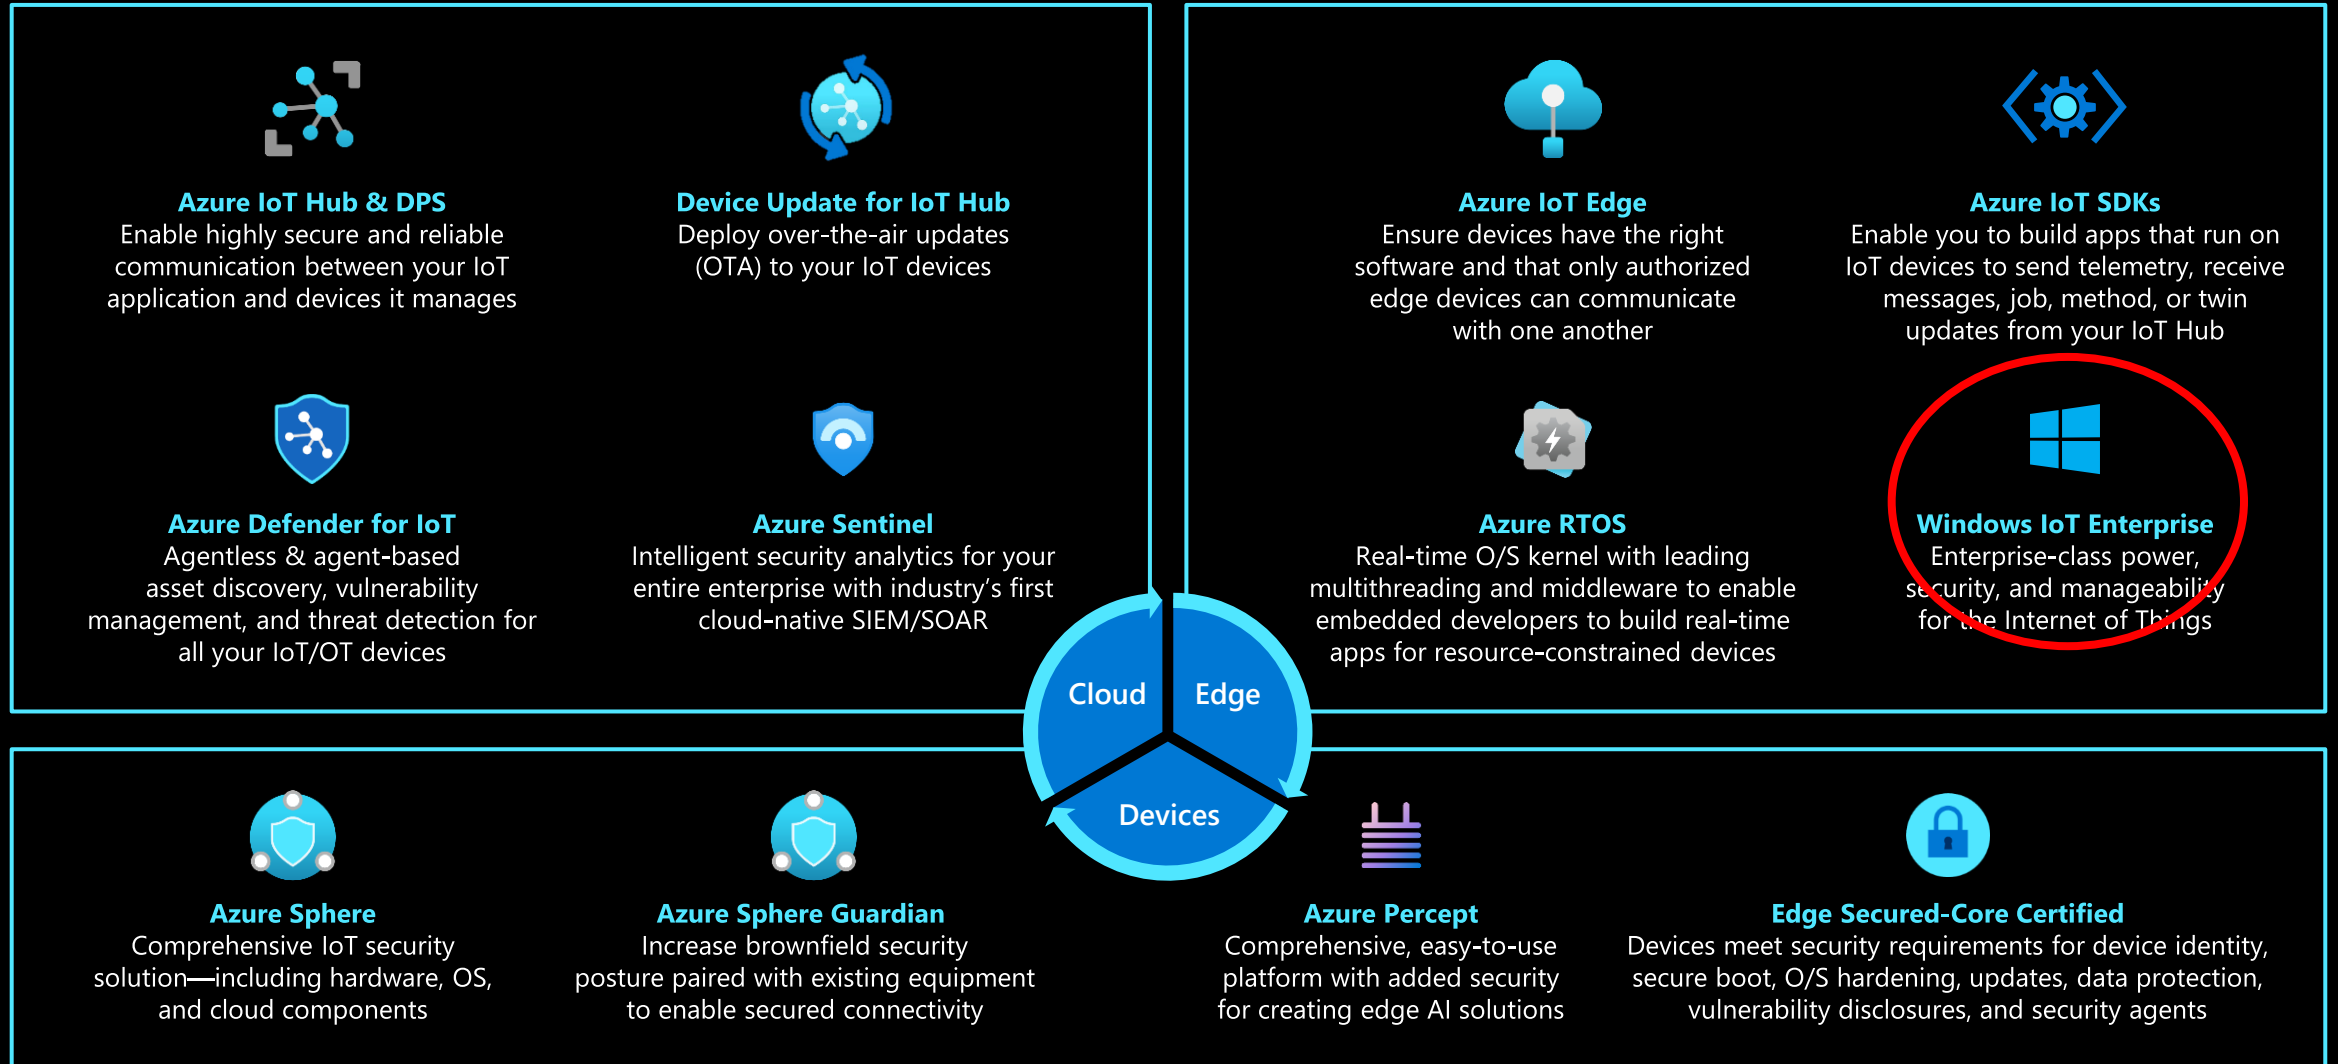 Azure IoT Hub & DPS
Enable highly secure and reliable
communication between your IoT
application and devices it manages
Device Update for IoT Hub
Deploy over-the-air updates
(OTA) to your IoT devices
Azure Defender for IoT
Agentless & agent-based
asset discovery, vulnerability
management, and threat detection for
all your IoT/OT devices
Azure Sentinel
Intelligent security analytics for your
entire enterprise with industry's first
cloud-native SIEM/SOAR
Azure IoT Edge
Ensure devices have the right
software and that only authorized
edge devices can communicate
with one another
Azure IoT SDKs
Enable you to build apps that run on
IoT devices to send telemetry, receive
messages, job, method, or twin
updates from your IoT Hub
Azure RTOS
Real-time O/S kernel with leading
multithreading and middleware to enable
embedded developers to build real-time
apps for resource-constrained devices
Windows IoT Enterprise
Enterprise-class power,
security, and manageability
for the Internet of Things
Cloud
Edge
Devices
Azure Sphere
Comprehensive IoT security
solution—including hardware, OS,
and cloud components
Azure Sphere Guardian
Increase brownfield security
posture paired with existing equipment
to enable secured connectivity
Azure Percept
Comprehensive, easy-to-use
platform with added security
for creating edge AI solutions
Edge Secured-Core Certified
Devices meet security requirements for device identity,
secure boot, O/S hardening, updates, data protection,
vulnerability disclosures, and security agents